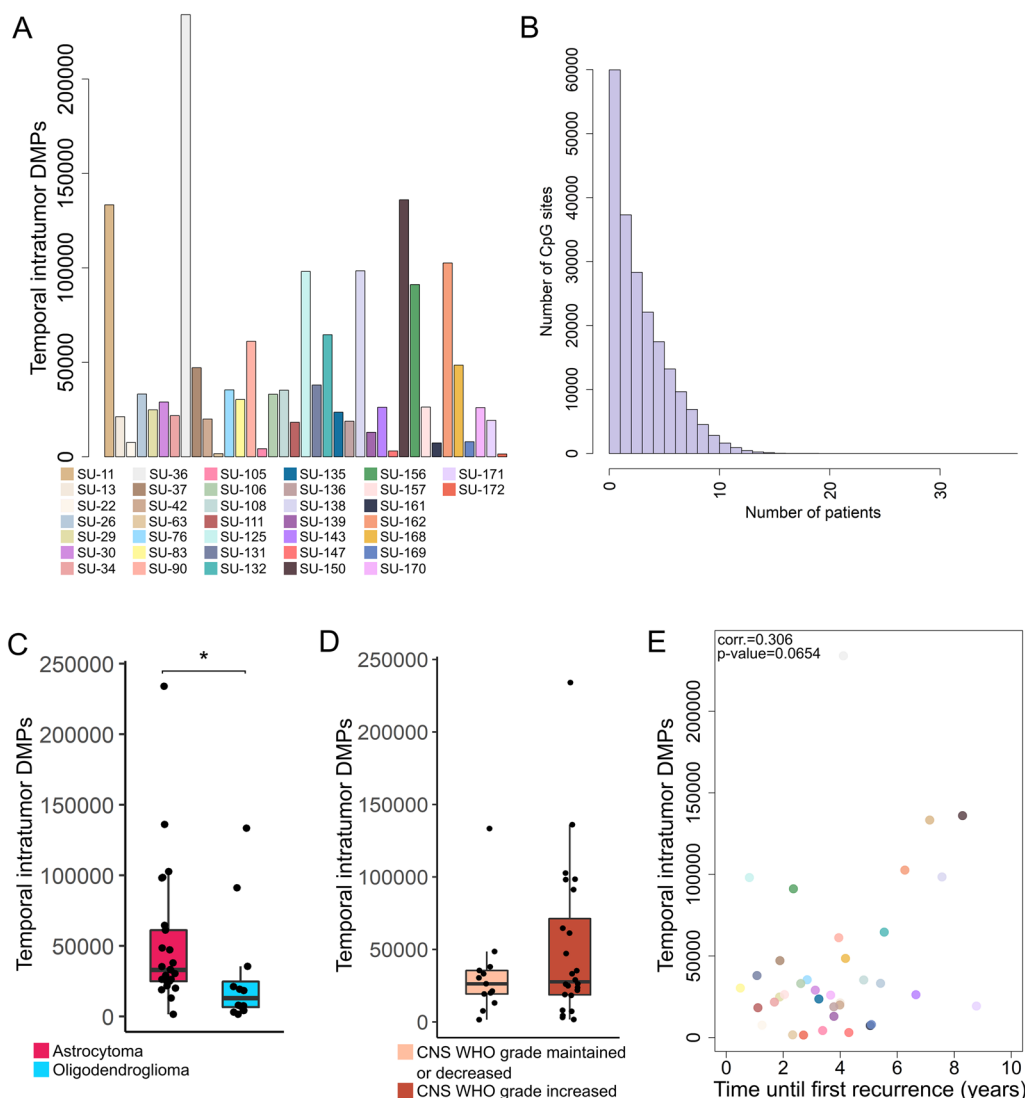 A
Temporal intratumor DMPs
200000
150000
100000
50000
0
SU-11
SU-13
SU-22
SU-26
SU-29
SU-30
SU-34
SU-36
SU-37
SU-42
SU-63
SU-76
SU-83
SU-90
SU-105
SU-106
SU-108
SU-111
SU-125
SU-131
SU-132
SU-135
SU-136
SU-138
SU-139
SU-143
SU-147
SU-150
SU-156
SU-157
SU-161
SU-162
SU-168
SU-169
SU-170
SU-171
SU-172
B
Number of CpG sites
60000
50000
40000
30000
20000
10000
0
0 10 20 30
Number of patients
C
Temporal intratumor DMPs
250000
200000
150000
100000
50000
0
*
Astrocytoma
Oligodendroglioma
D
Temporal intratumor DMPs
250000
200000
150000
100000
50000
0
CNS WHO grade maintained
or decreased
CNS WHO grade increased
E
corr.=0.306
p-value=0.0654
Temporal intratumor DMPs
200000
150000
100000
50000
0
0 2 4 6 8 10
Time until first recurrence (years)